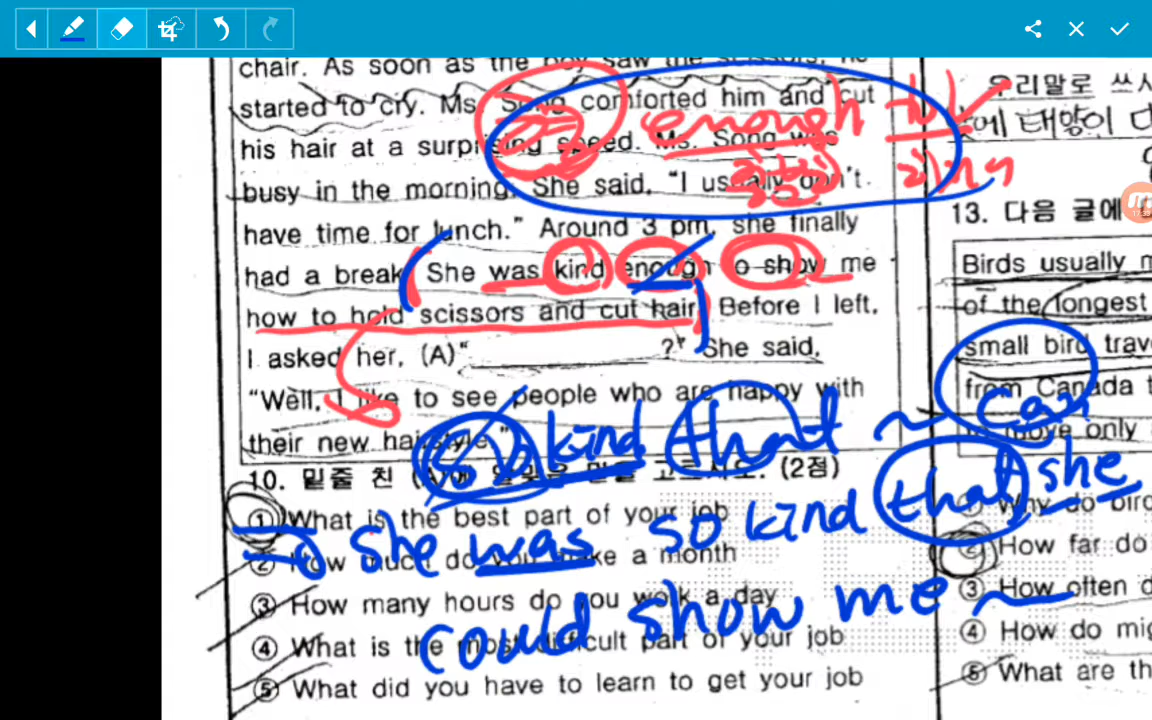 chair. As soon as the boy saw the scissors, he
started to cry. Ms. Song comforted him and cut
his hair at a surprising speed. Ms. Song was
busy in the morning. She said, "I usually don't
have time for lunch." Around 3 pm, she finally
had a break. She was kind enough to show me
how to hold scissors and cut hair. Before I left,
I asked her, (A)" ?" She said,
"Well, I like to see people who are happy with
their new hairstyle."
enough
so kind that ~ can
10. 밑줄 친 (A)에 알맞은 말을 고르시오. (2점)
① What is the best part of your job
② How much do you make a month
③ How many hours do you work a day
④ What is the most difficult part of your job
⑤ What did you have to learn to get your job
→ she was so kind that she
could show me ~
우리말로 쓰시
에 태양이 다
13. 다음 글에
Birds usually m
of the longest
small bird trav
from Canada t
move only
① Why do bird
② How far do
③ How often d
④ How do mig
⑤ What are th